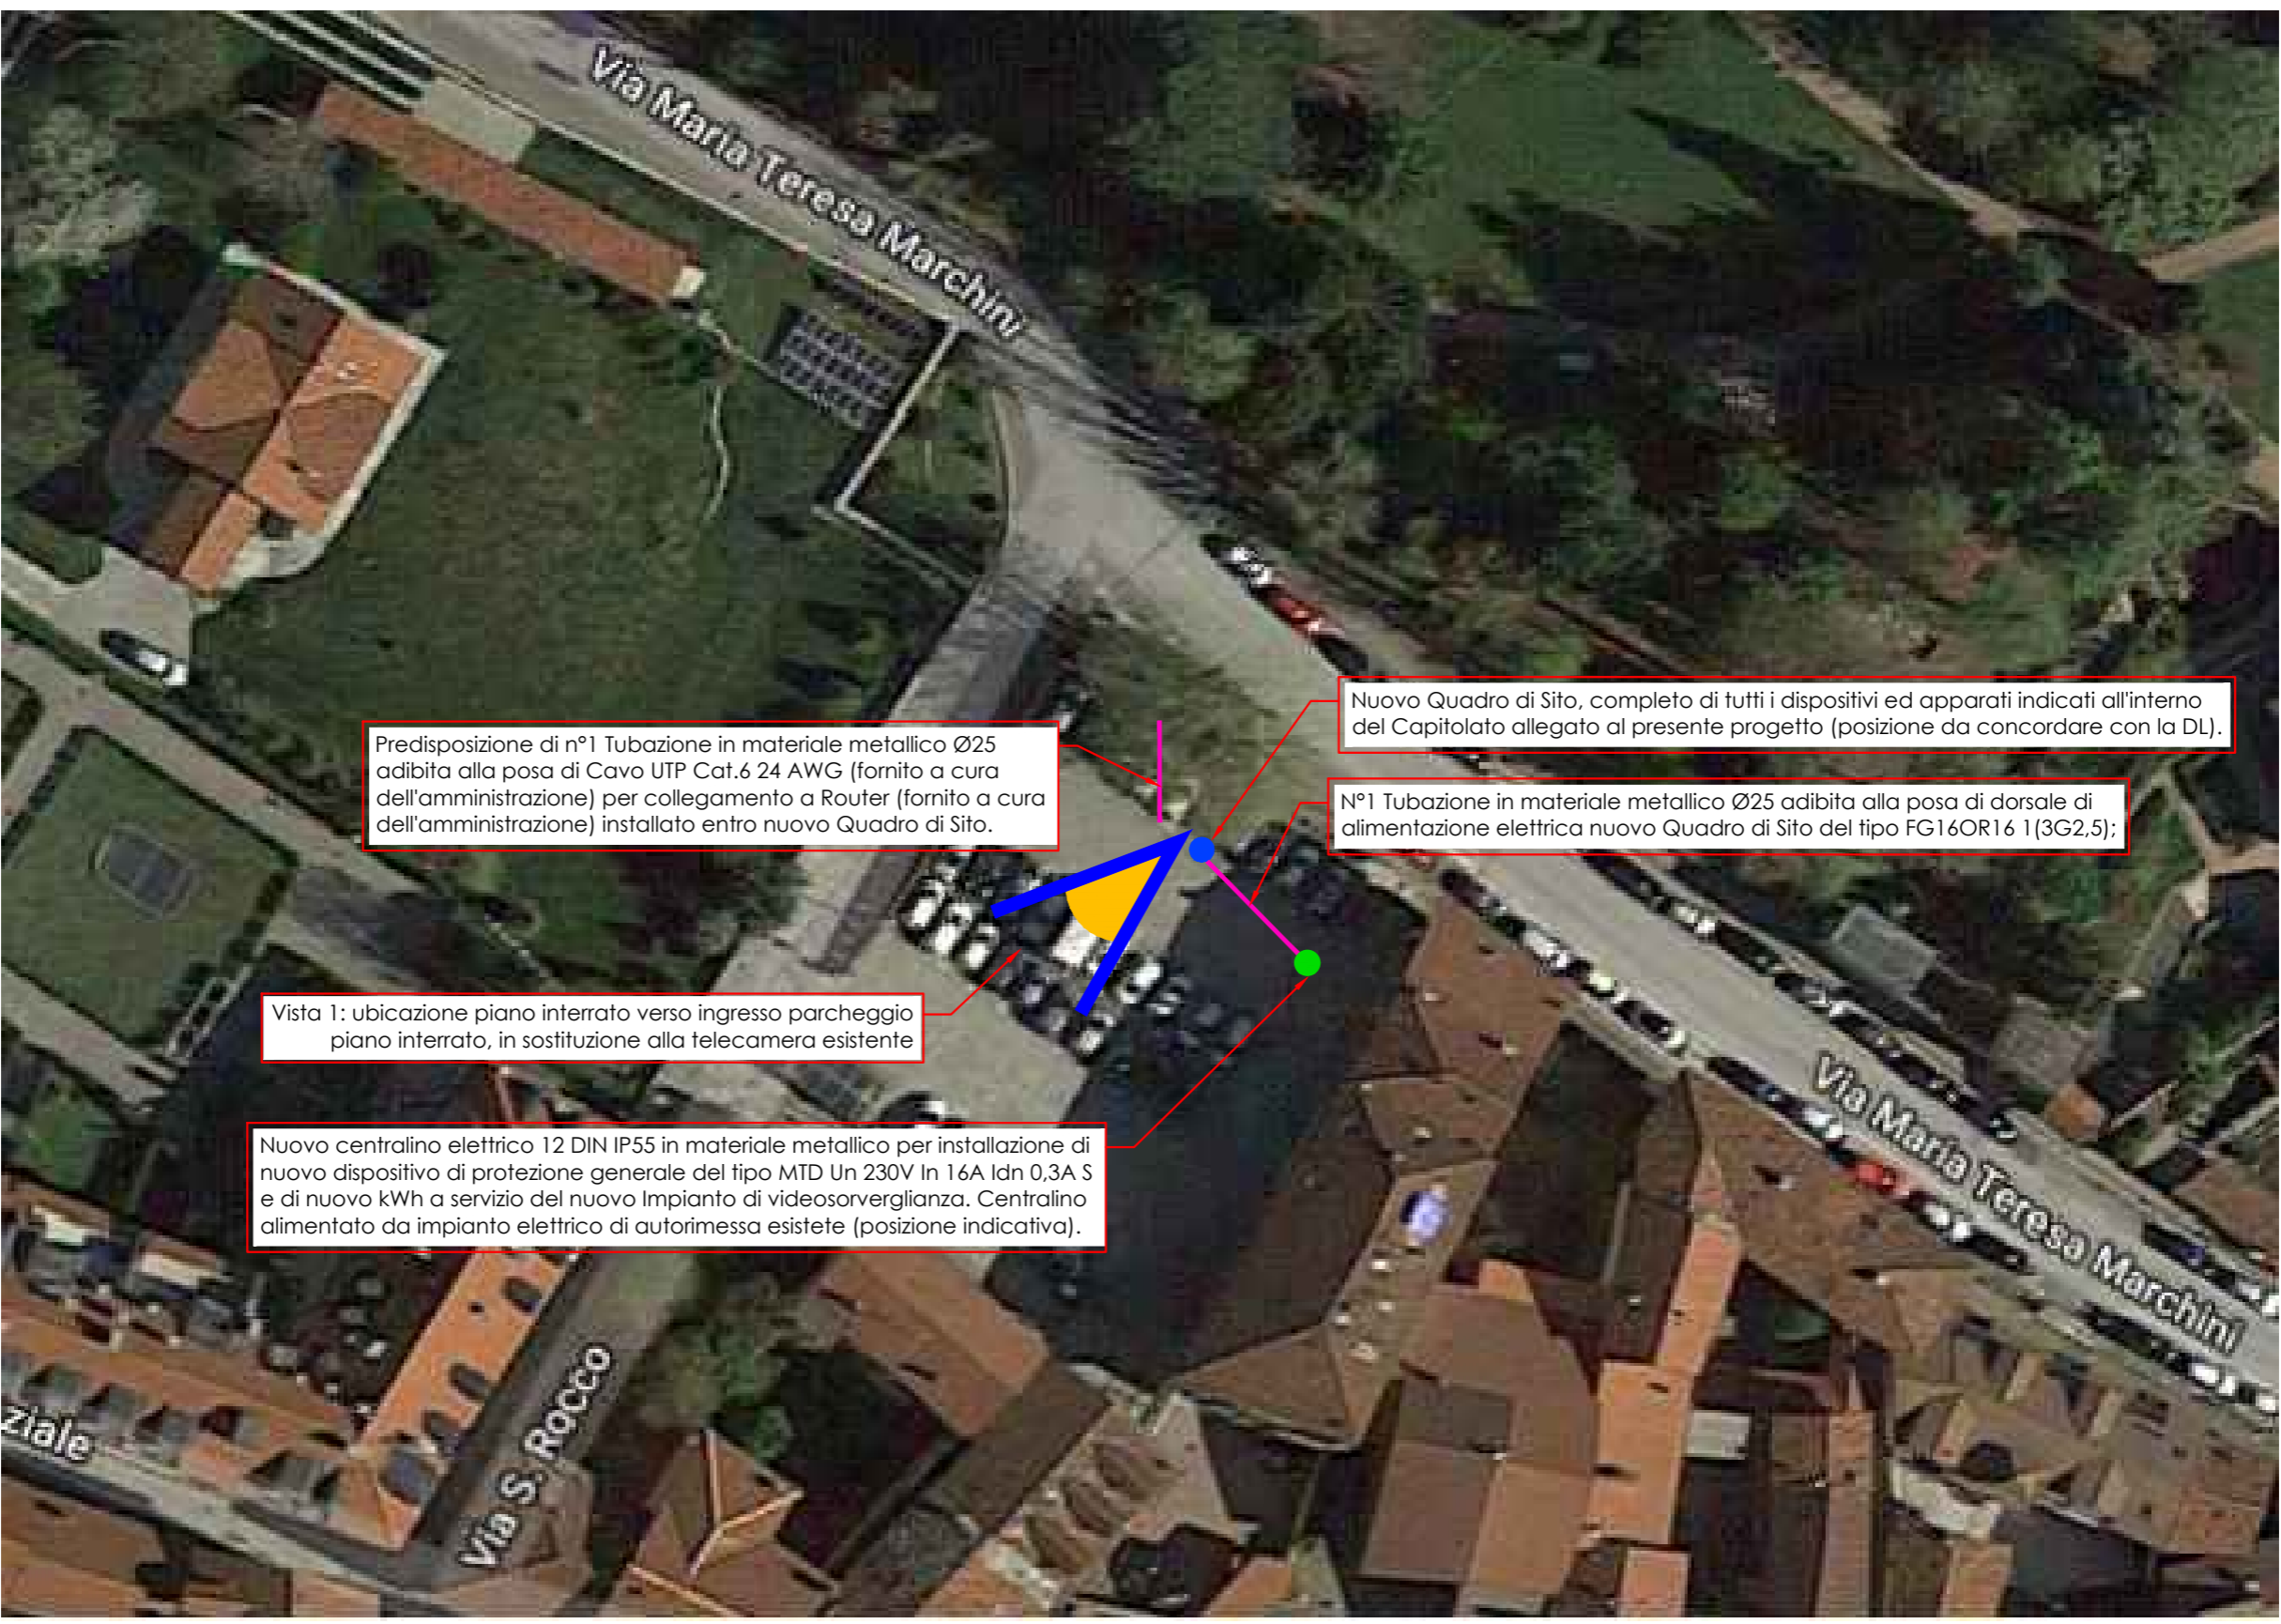 Via Maria Teresa Marchini
Nuovo Quadro di Sito, completo di tutti i dispositivi ed apparati indicati all'interno
del Capitolato allegato al presente progetto (posizione da concordare con la DL).
Predisposizione di n°1 Tubazione in materiale metallico Ø25
adibita alla posa di Cavo UTP Cat.6 24 AWG (fornito a cura
dell'amministrazione) per collegamento a Router (fornito a cura
dell'amministrazione) installato entro nuovo Quadro di Sito.
N°1 Tubazione in materiale metallico Ø25 adibita alla posa di dorsale di
alimentazione elettrica nuovo Quadro di Sito del tipo FG16OR16 1(3G2,5);
Vista 1: ubicazione piano interrato verso ingresso parcheggio
piano interrato, in sostituzione alla telecamera esistente
Nuovo centralino elettrico 12 DIN IP55 in materiale metallico per installazione di
nuovo dispositivo di protezione generale del tipo MTD Un 230V In 16A Idn 0,3A S
e di nuovo kWh a servizio del nuovo Impianto di videosorverglianza. Centralino
alimentato da impianto elettrico di autorimessa esistete (posizione indicativa).
Via Maria Teresa Marchini
ziale
Via S. Rocco